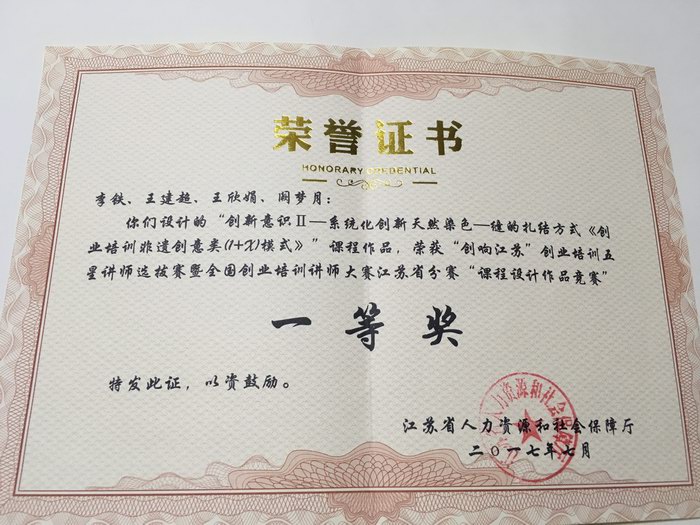 荣誉证书
HONORARY CREDENTIAL
李铁、王建超、王欣娟、阎梦月：
你们设计的“创新意识Ⅱ—系统化创新天然染色—缝的扎结方式《创
业培训非遗创意类(1+X)模式》”课程作品，荣获“创响江苏”创业培训五
星讲师选拔赛暨全国创业培训讲师大赛江苏省分赛“课程设计作品竞赛”
一等奖
特发此证，以资鼓励。
江苏省人力资源和社会保障厅
二〇一七年七月